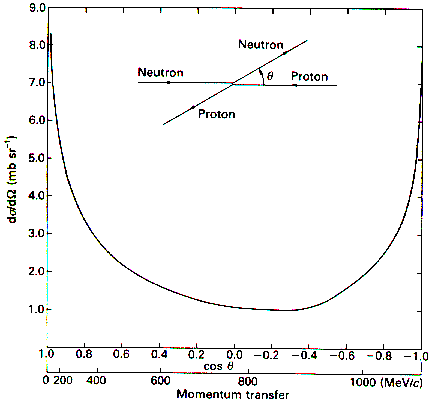 9.0
8.0
7.0
6.0
5.0
4.0
3.0
2.0
1.0
dσ/dΩ (mb sr⁻¹)
Neutron
Neutron
θ
Proton
Proton
1.0 0.8 0.6 0.4 0.2 0.0 −0.2 −0.4 −0.6 −0.8 −1.0
cos θ
0 200 400 600 800 1000 (MeV/c)
Momentum transfer